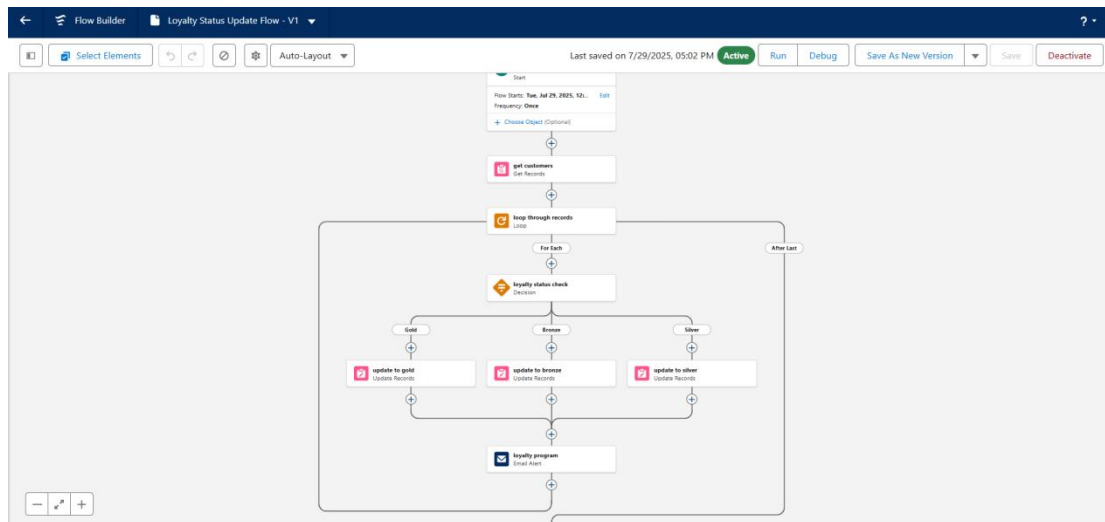 Flow Builder
Loyalty Status Update Flow - V1
?
Select Elements
Auto-Layout
Last saved on 7/29/2025, 05:02 PM
Active
Run
Debug
Save As New Version
Save
Deactivate
Start
Flow Starts: Tue, Jul 29, 2025, 12:...
Edit
Frequency: Once
+ Choose Object (Optional)
get customers
Get Records
loop through records
Loop
For Each
After Last
loyalty status check
Decision
Gold
Bronze
Silver
update to gold
Update Records
update to bronze
Update Records
update to silver
Update Records
loyalty program
Email Alert